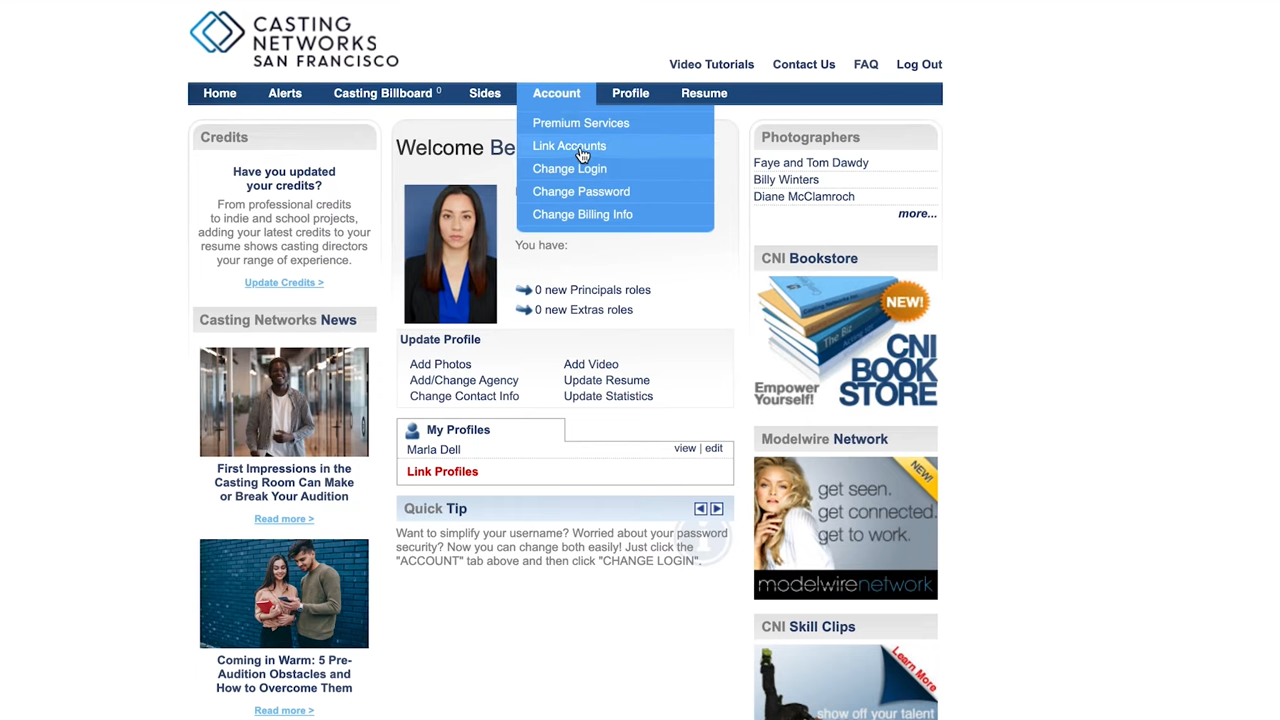 CASTING
NETWORKS
SAN FRANCISCO
Video Tutorials Contact Us FAQ Log Out
Home Alerts Casting Billboard 0 Sides Account Profile Resume
Premium Services
Link Accounts
Change Login
Change Password
Change Billing Info
Credits
Have you updated
your credits?
From professional credits
to indie and school projects,
adding your latest credits to your
resume shows casting directors
your range of experience.
Update Credits >
Casting Networks News
First Impressions in the
Casting Room Can Make
or Break Your Audition
Read more >
Coming in Warm: 5 Pre-
Audition Obstacles and
How to Overcome Them
Read more >
Welcome Be
You have:
0 new Principals roles
0 new Extras roles
Update Profile
Add Photos Add Video
Add/Change Agency Update Resume
Change Contact Info Update Statistics
My Profiles
Marla Dell view | edit
Link Profiles
Quick Tip
Want to simplify your username? Worried about your password
security? Now you can change both easily! Just click the
"ACCOUNT" tab above and then click "CHANGE LOGIN".
Photographers
Faye and Tom Dawdy
Billy Winters
Diane McClamroch
more...
CNI Bookstore
NEW!
The Biz
CNI
BOOK
STORE
Empower
Yourself!
Modelwire Network
NEW!
get seen.
get connected.
get to work.
modelwirenetwork
CNI Skill Clips
Learn More
show off your talent